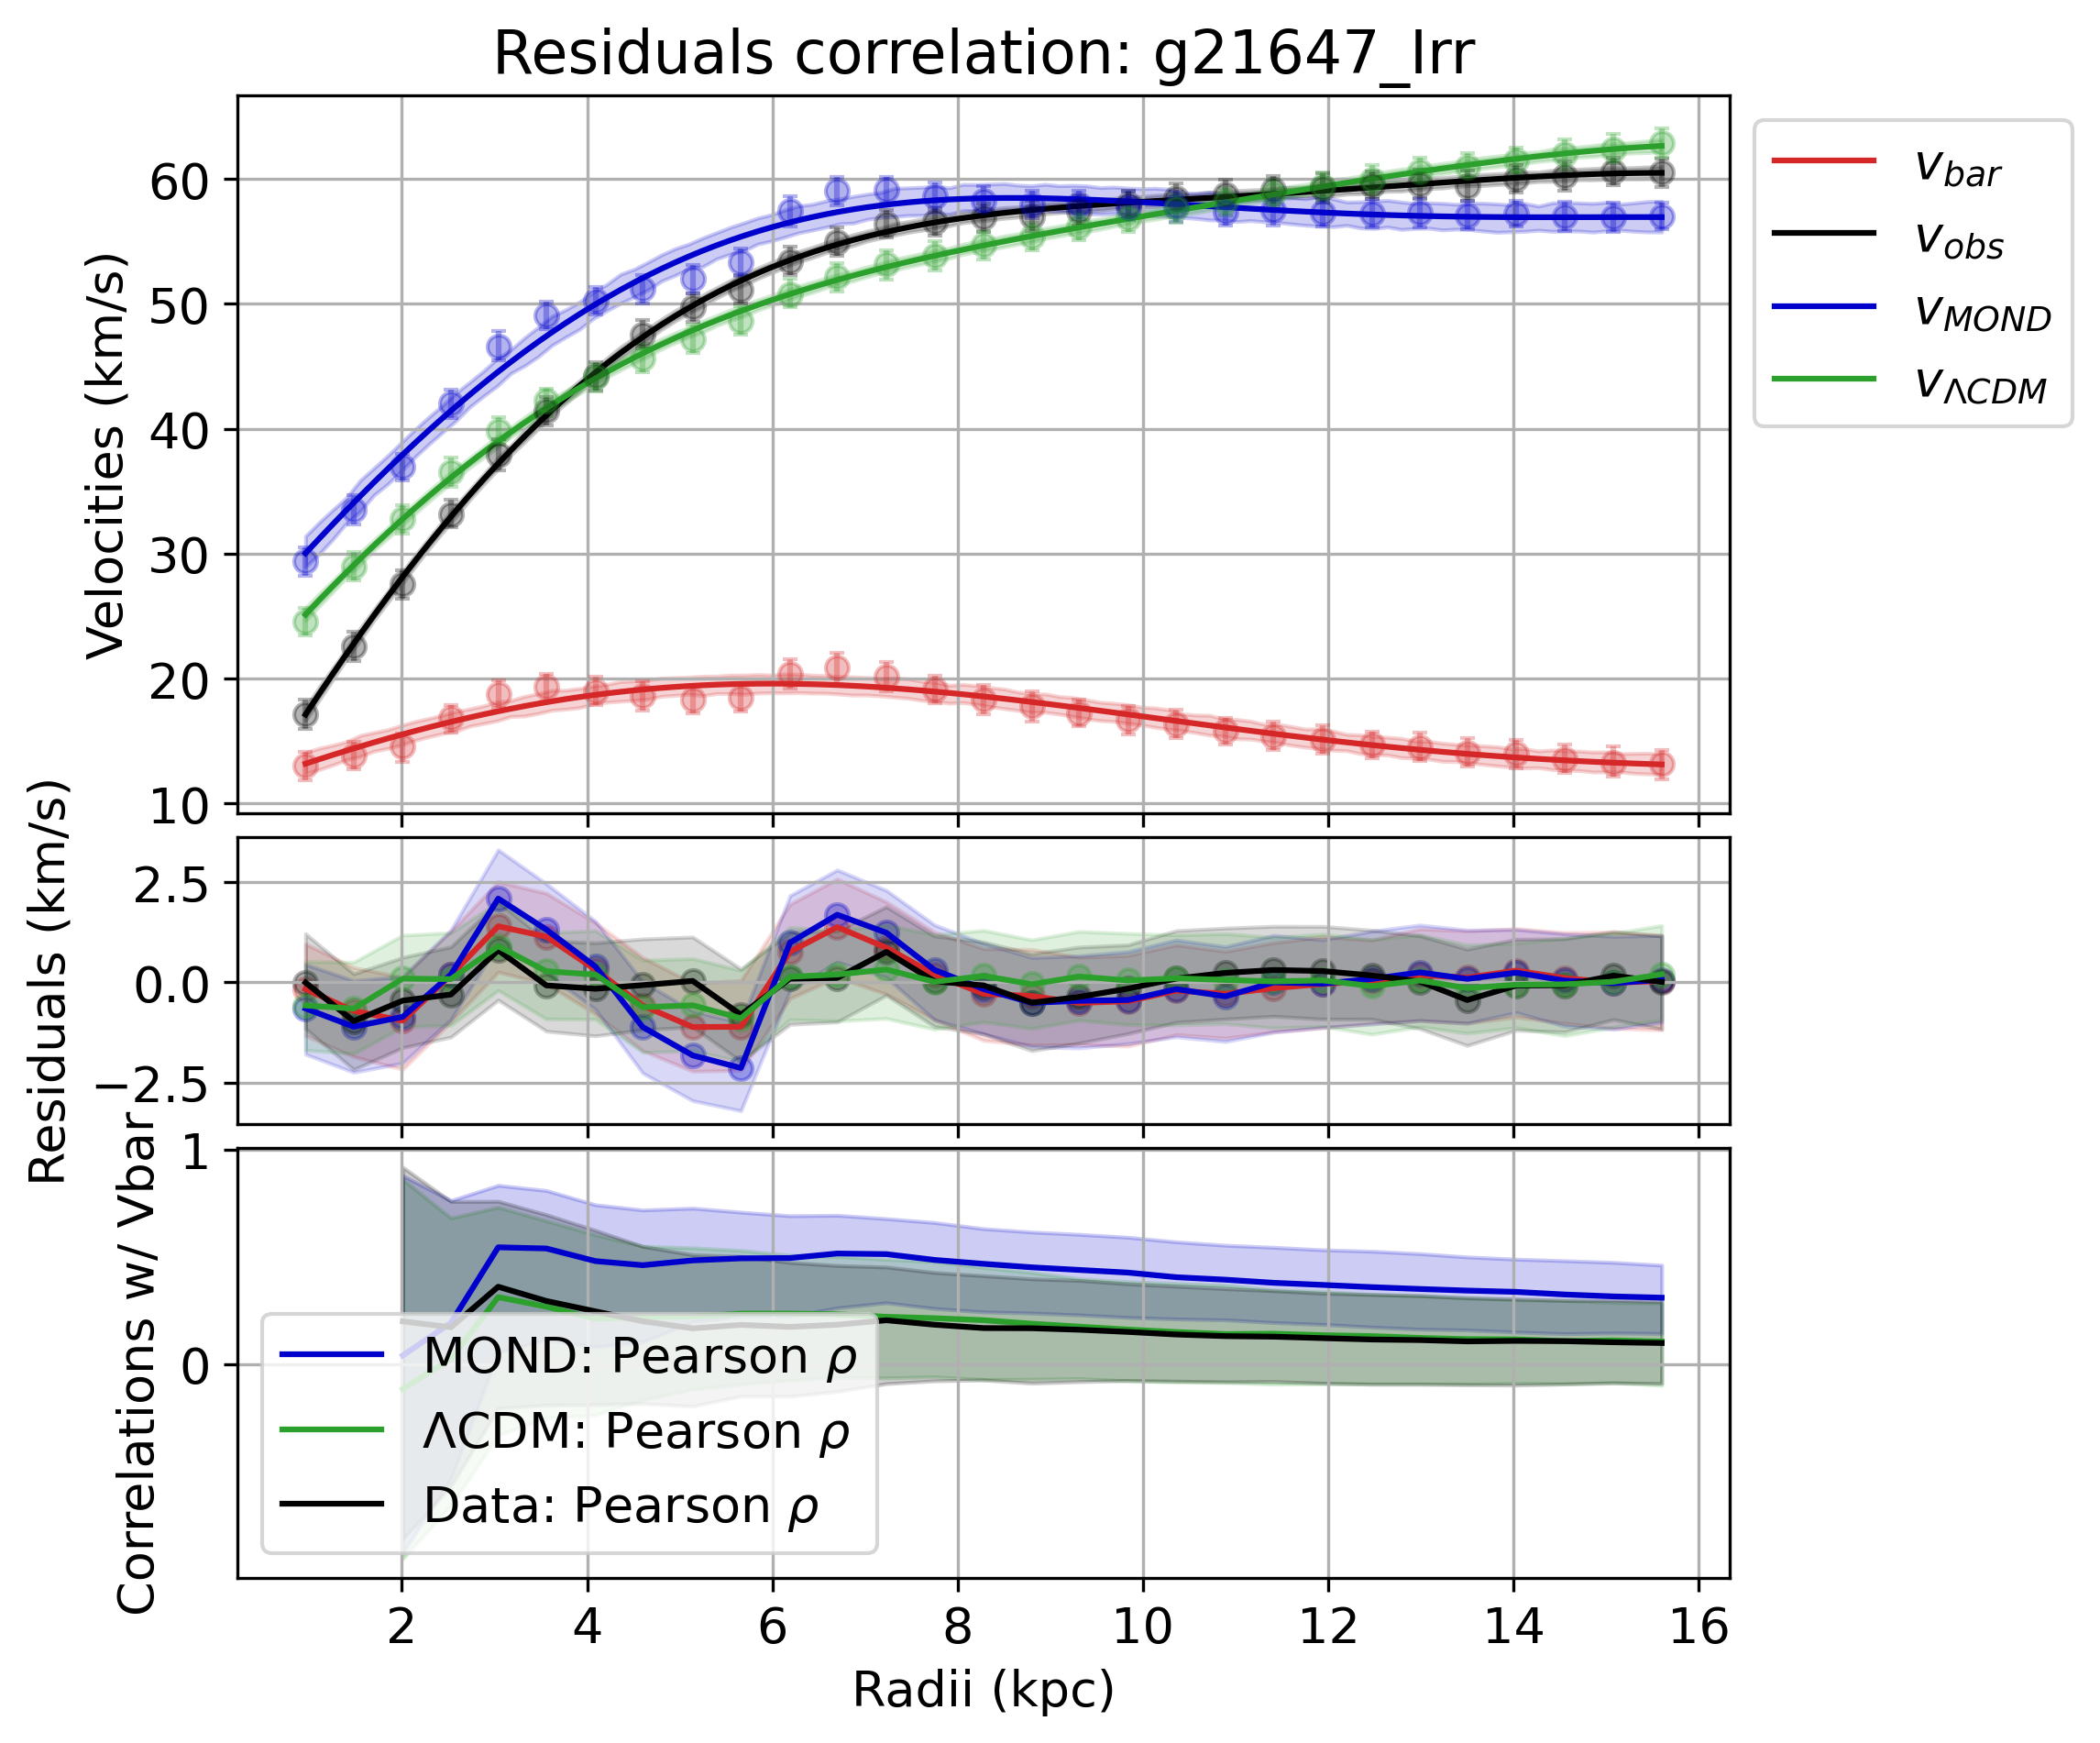 Residuals correlation: g21647_Irr
Velocities (km/s)
60
50
40
30
20
10
v_bar
v_obs
v_MOND
v_ΛCDM
Residuals (km/s)
2.5
0.0
−2.5
Correlations w/ Vbar
1
0
MOND: Pearson ρ
ΛCDM: Pearson ρ
Data: Pearson ρ
2 4 6 8 10 12 14 16
Radii (kpc)